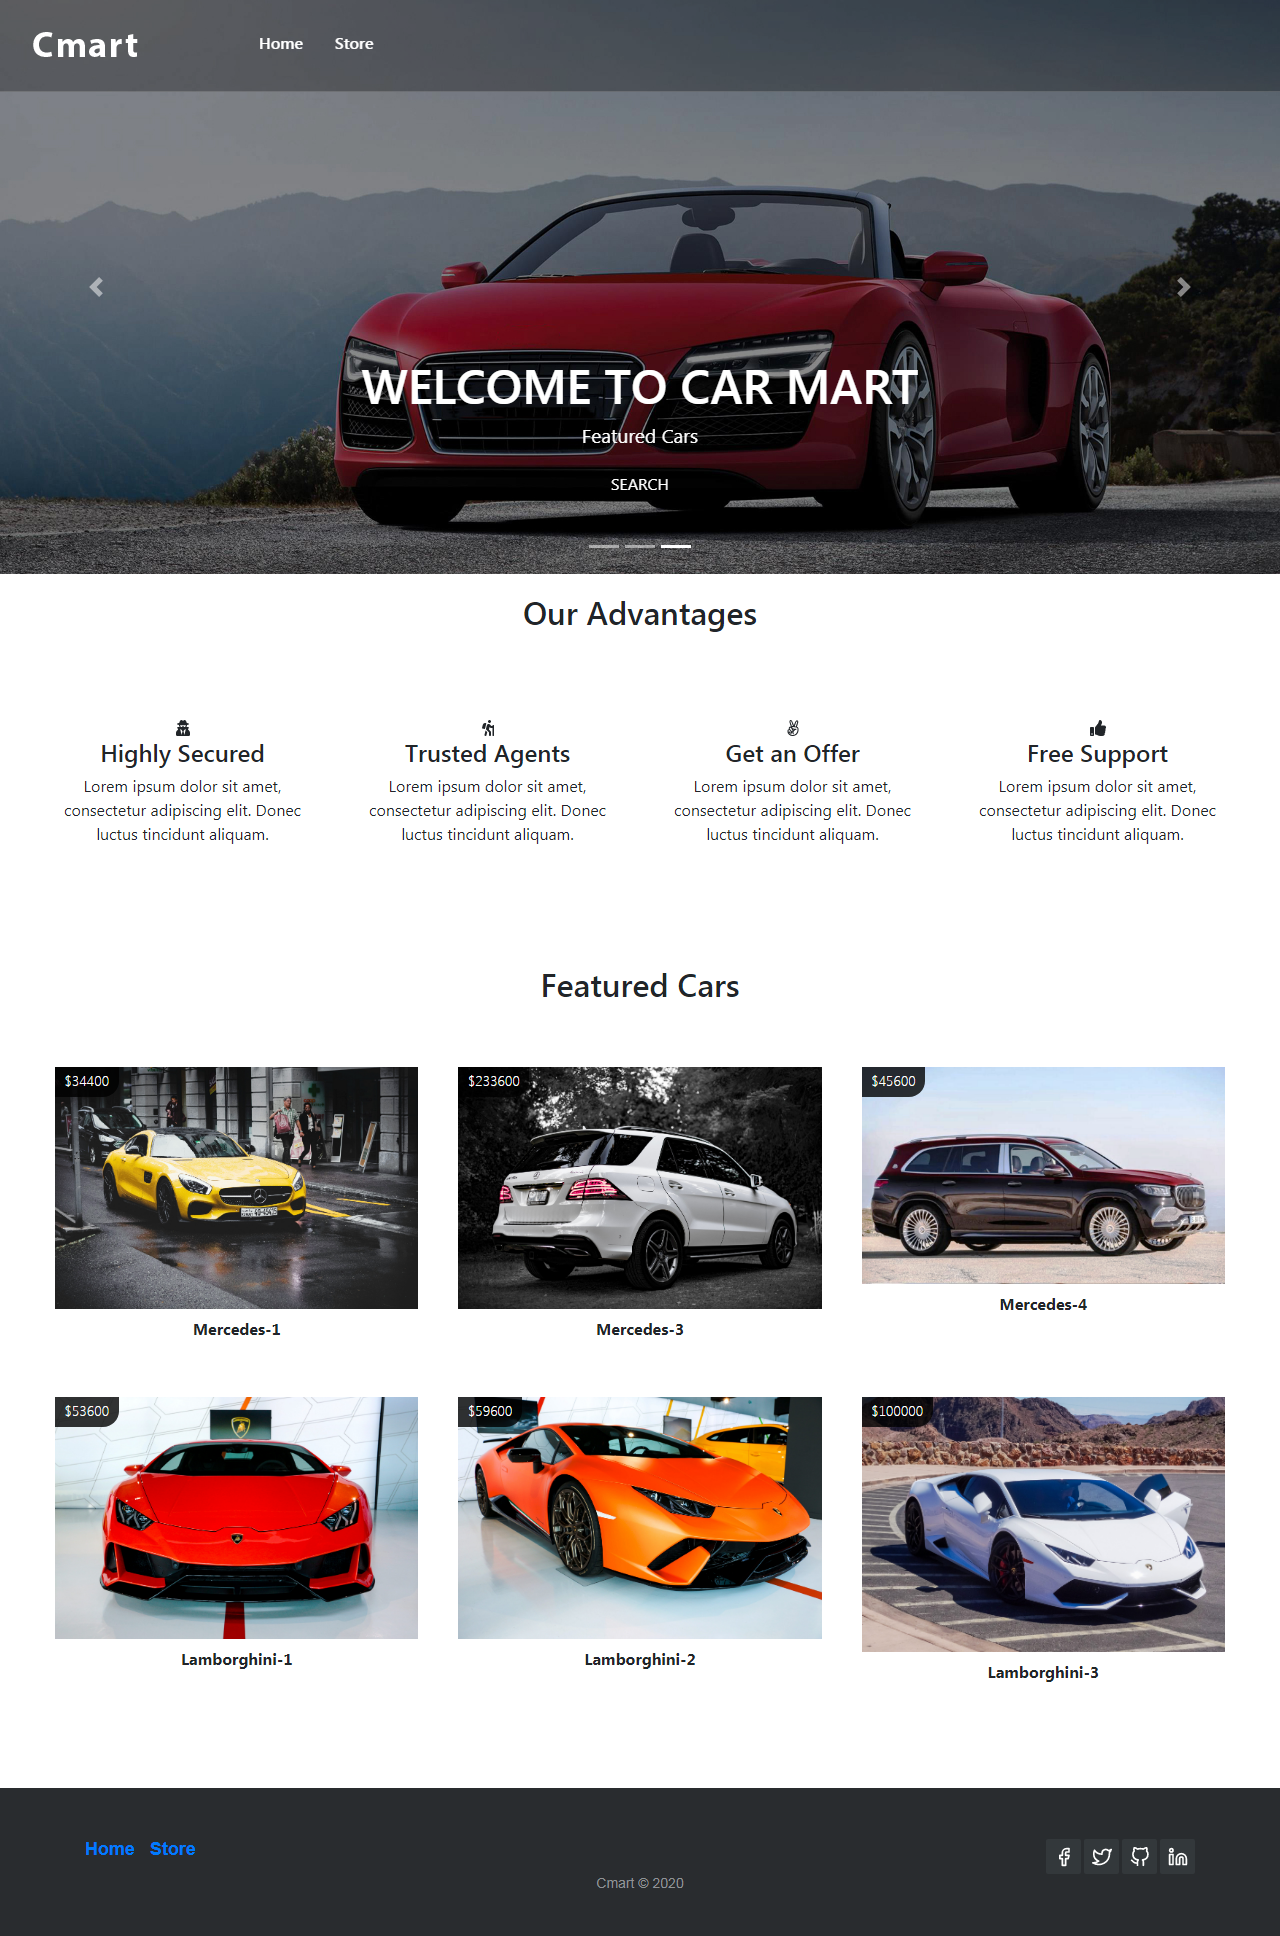 Cmart
Home Store
WELCOME TO CAR MART
Featured Cars
SEARCH
Our Advantages
Highly Secured
Lorem ipsum dolor sit amet,
consectetur adipiscing elit. Donec
luctus tincidunt aliquam.
Trusted Agents
Lorem ipsum dolor sit amet,
consectetur adipiscing elit. Donec
luctus tincidunt aliquam.
Get an Offer
Lorem ipsum dolor sit amet,
consectetur adipiscing elit. Donec
luctus tincidunt aliquam.
Free Support
Lorem ipsum dolor sit amet,
consectetur adipiscing elit. Donec
luctus tincidunt aliquam.
Featured Cars
$34400
Mercedes-1
$233600
Mercedes-3
$45600
Mercedes-4
$53600
Lamborghini-1
$59600
Lamborghini-2
$100000
Lamborghini-3
Home Store
Cmart © 2020